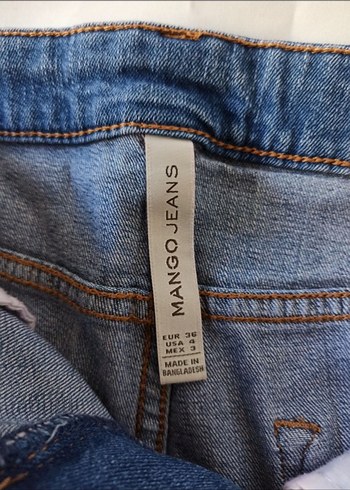 MANGO JEANS
EUR 36
USA 4
MEX 3
MADE IN
BANGLADESH